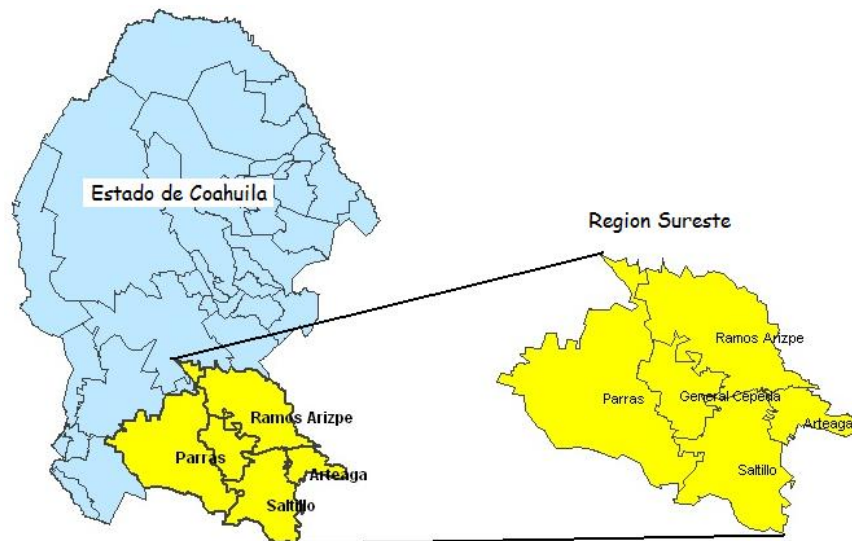 Estado de Coahuila
Region Sureste
Ramos Arizpe
Parras
General Cepeda
Arteaga
Saltillo
Ramos Arizpe
Parras
Arteaga
Saltillo